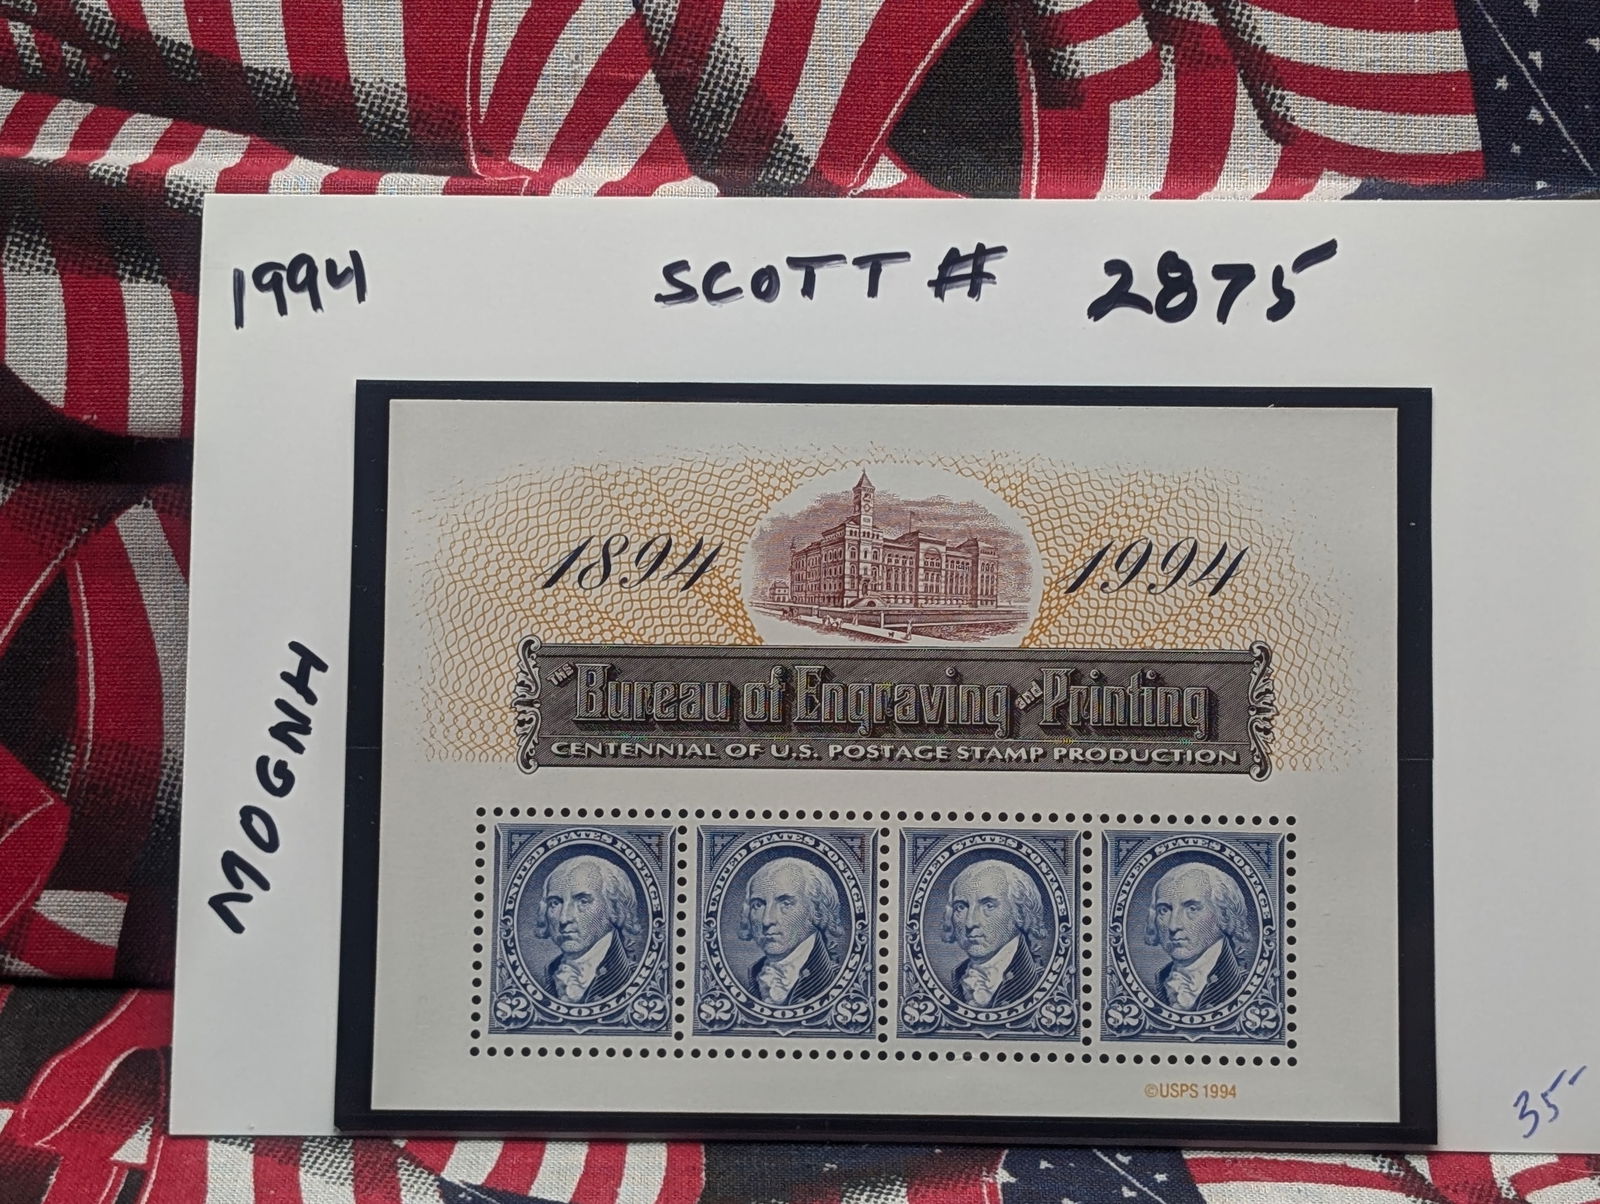 1994 SCOTT # 2875
MOGNH
1894 1994
THE Bureau of Engraving and Printing
CENTENNIAL OF U.S. POSTAGE STAMP PRODUCTION
UNITED STATES POSTAGE UNITED STATES POSTAGE UNITED STATES POSTAGE UNITED STATES POSTAGE
$2 TWO DOLLARS $2 $2 TWO DOLLARS $2 $2 TWO DOLLARS $2 $2 TWO DOLLARS $2
©USPS 1994
35-